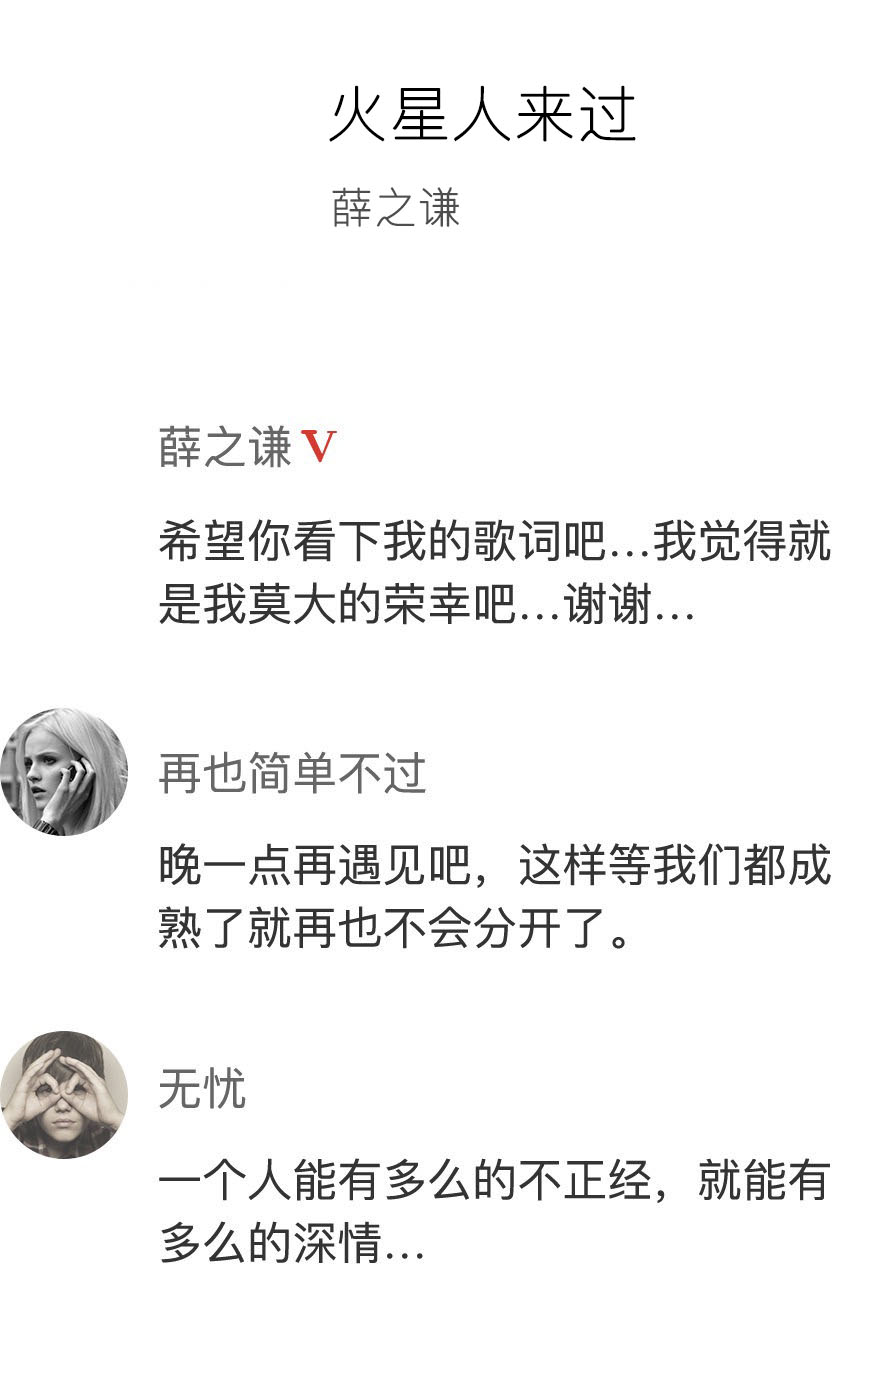 火星人来过
薛之谦
薛之谦 V
希望你看下我的歌词吧…我觉得就
是我莫大的荣幸吧…谢谢…
再也简单不过
晚一点再遇见吧，这样等我们都成
熟了就再也不会分开了。
无忧
一个人能有多么的不正经，就能有
多么的深情…